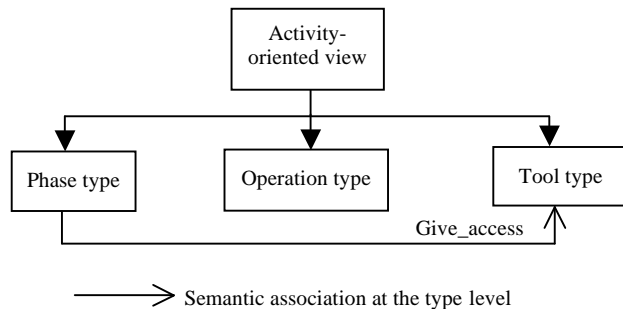 Activity-
oriented view
Phase type
Operation type
Tool type
Give_access
Semantic association at the type level